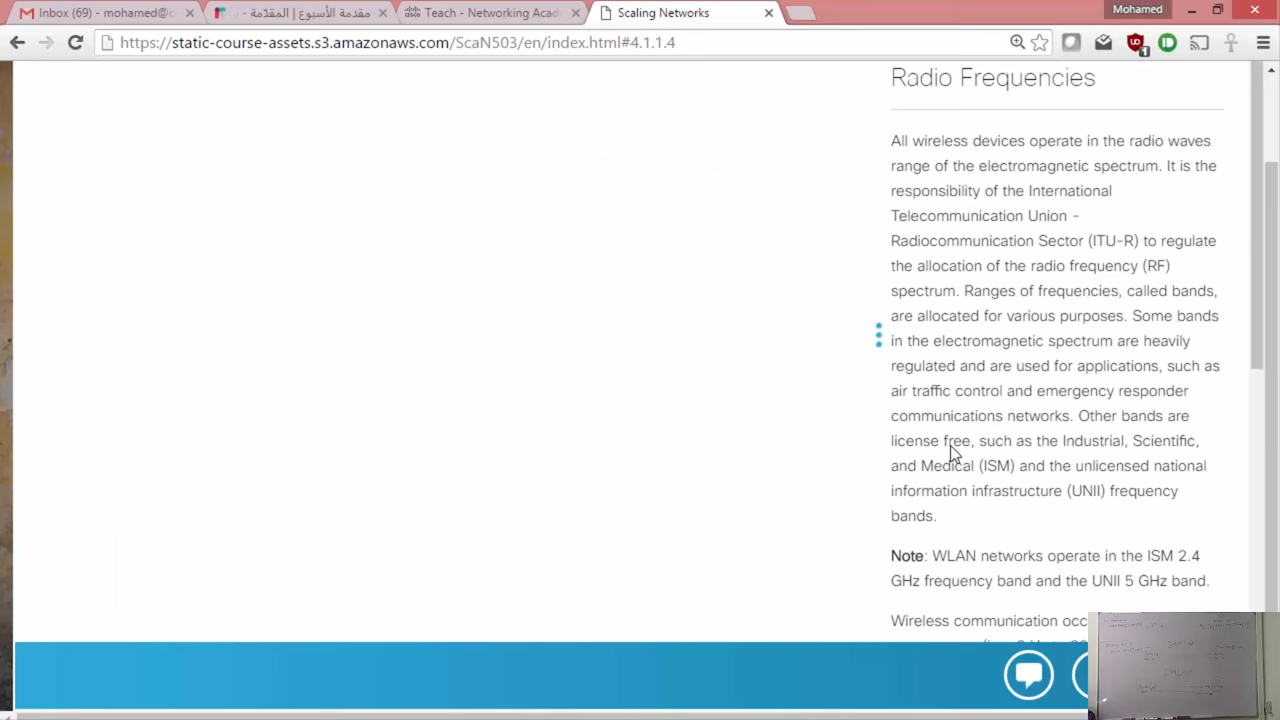 Inbox (69) - mohamed@c
مقدمة الأسبوع | المقدّمة -
Teach - Networking Acade
Scaling Networks
Mohamed
https://static-course-assets.s3.amazonaws.com/ScaN503/en/index.html#4.1.1.4
1
Radio Frequencies
All wireless devices operate in the radio waves
range of the electromagnetic spectrum. It is the
responsibility of the International
Telecommunication Union -
Radiocommunication Sector (ITU-R) to regulate
the allocation of the radio frequency (RF)
spectrum. Ranges of frequencies, called bands,
are allocated for various purposes. Some bands
in the electromagnetic spectrum are heavily
regulated and are used for applications, such as
air traffic control and emergency responder
communications networks. Other bands are
license free, such as the Industrial, Scientific,
and Medical (ISM) and the unlicensed national
information infrastructure (UNII) frequency
bands.
Note: WLAN networks operate in the ISM 2.4
GHz frequency band and the UNII 5 GHz band.
Wireless communication occ